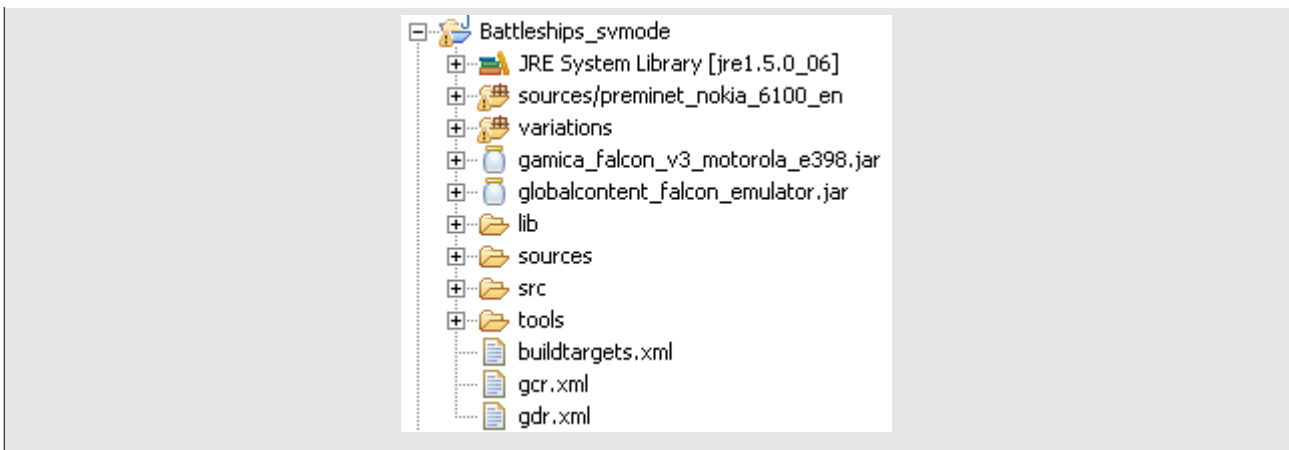 Battleships_svmode
JRE System Library [jre1.5.0_06]
sources/preminet_nokia_6100_en
variations
gamica_falcon_v3_motorola_e398.jar
globalcontent_falcon_emulator.jar
lib
sources
src
tools
buildtargets.xml
gcr.xml
gdr.xml